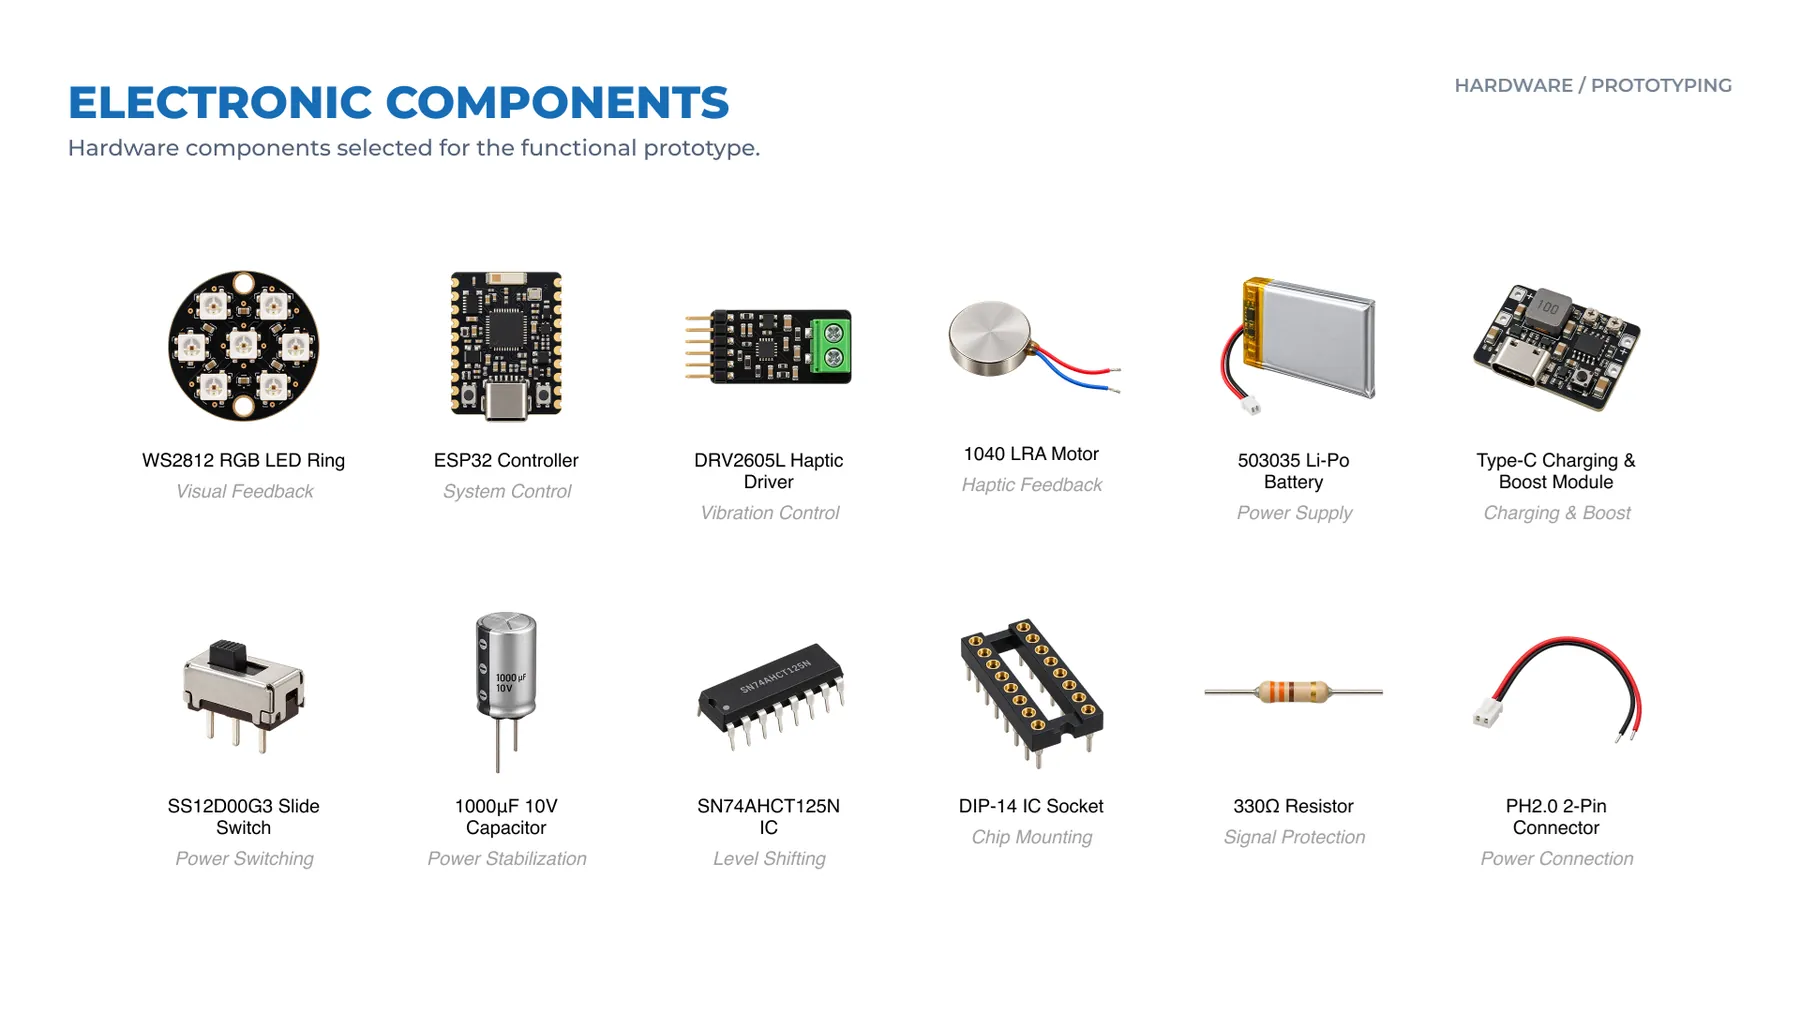 ELECTRONIC COMPONENTS
HARDWARE / PROTOTYPING
Hardware components selected for the functional prototype.
100
WS2812 RGB LED Ring
Visual Feedback
ESP32 Controller
System Control
DRV2605L Haptic
Driver
Vibration Control
1040 LRA Motor
Haptic Feedback
503035 Li-Po
Battery
Power Supply
Type-C Charging &
Boost Module
Charging & Boost
1000 µF
10V
SN74AHCT125N
SS12D00G3 Slide
Switch
Power Switching
1000µF 10V
Capacitor
Power Stabilization
SN74AHCT125N
IC
Level Shifting
DIP-14 IC Socket
Chip Mounting
330Ω Resistor
Signal Protection
PH2.0 2-Pin
Connector
Power Connection